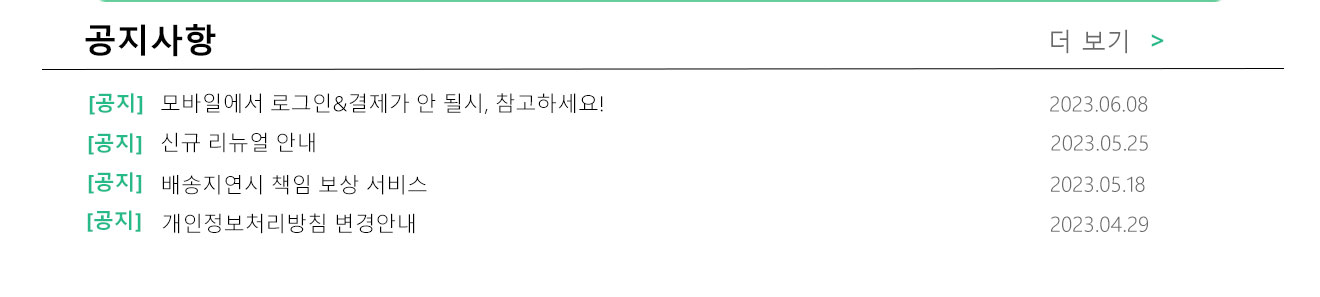 공지사항 더 보기 >
[공지] 모바일에서 로그인&결제가 안 될시, 참고하세요! 2023.06.08
[공지] 신규 리뉴얼 안내 2023.05.25
[공지] 배송지연시 책임 보상 서비스 2023.05.18
[공지] 개인정보처리방침 변경안내 2023.04.29